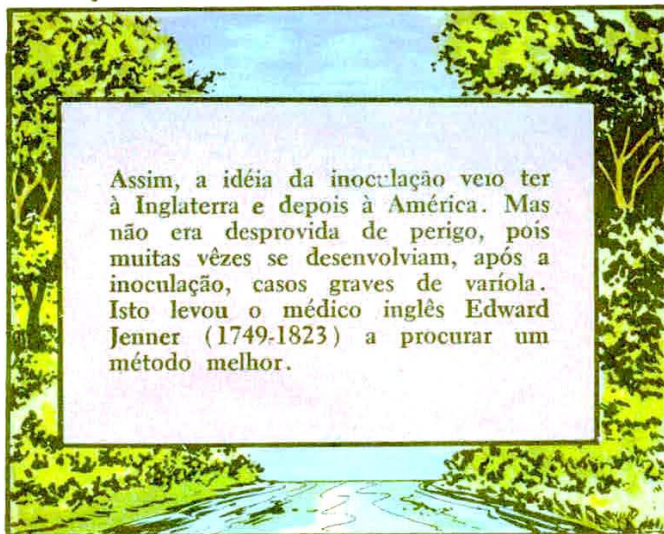 Assim, a idéia da inoculação veio ter
à Inglaterra e depois à América. Mas
não era desprovida de perigo, pois
muitas vêzes se desenvolviam, após a
inoculação, casos graves de varíola.
Isto levou o médico inglês Edward
Jenner (1749-1823) a procurar um
método melhor.